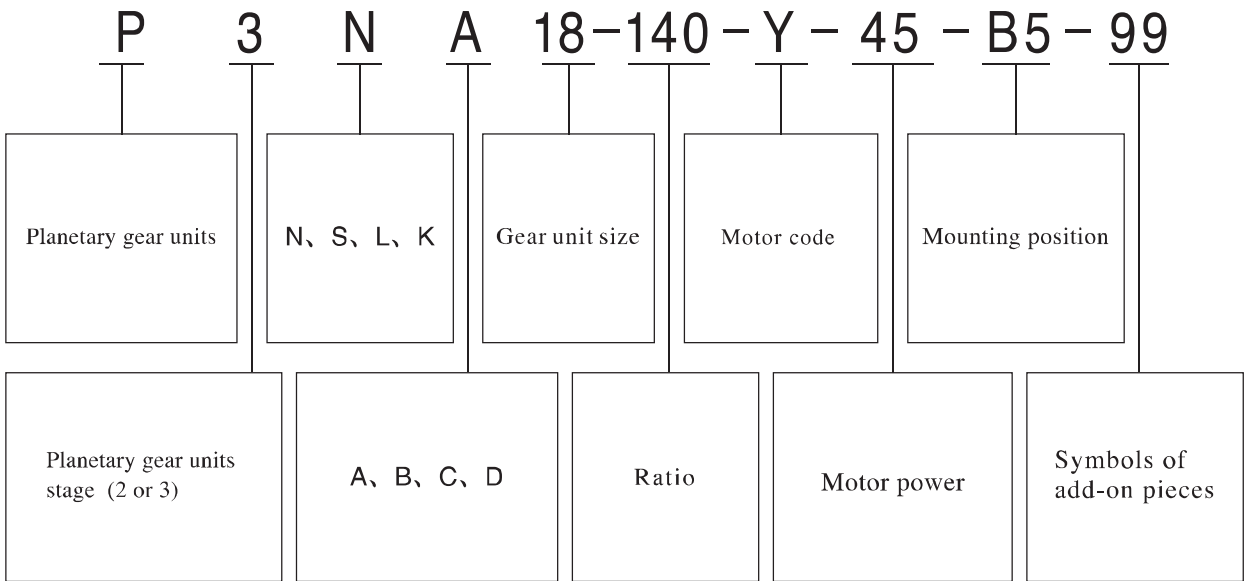 P 3 N A 18-140-Y-45-B5-99
Planetary gear units
N、S、L、K
Gear unit size
Motor code
Mounting position
Planetary gear units
stage (2 or 3)
A、B、C、D
Ratio
Motor power
Symbols of
add-on pieces